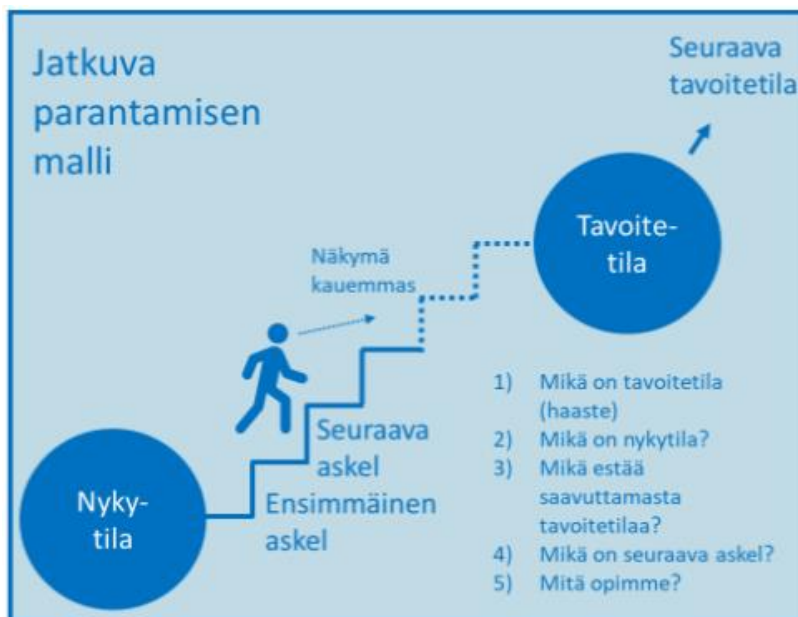 Jatkuva
parantamisen
malli
Seuraava
tavoitetila
Tavoite-
tila
Näkymä
kauemmas
Seuraava
askel
Ensimmäinen
askel
Nyky-
tila
1) Mikä on tavoitetila
(haaste)
2) Mikä on nykytila?
3) Mikä estää
saavuttamasta
tavoitetilaa?
4) Mikä on seuraava askel?
5) Mitä opimme?